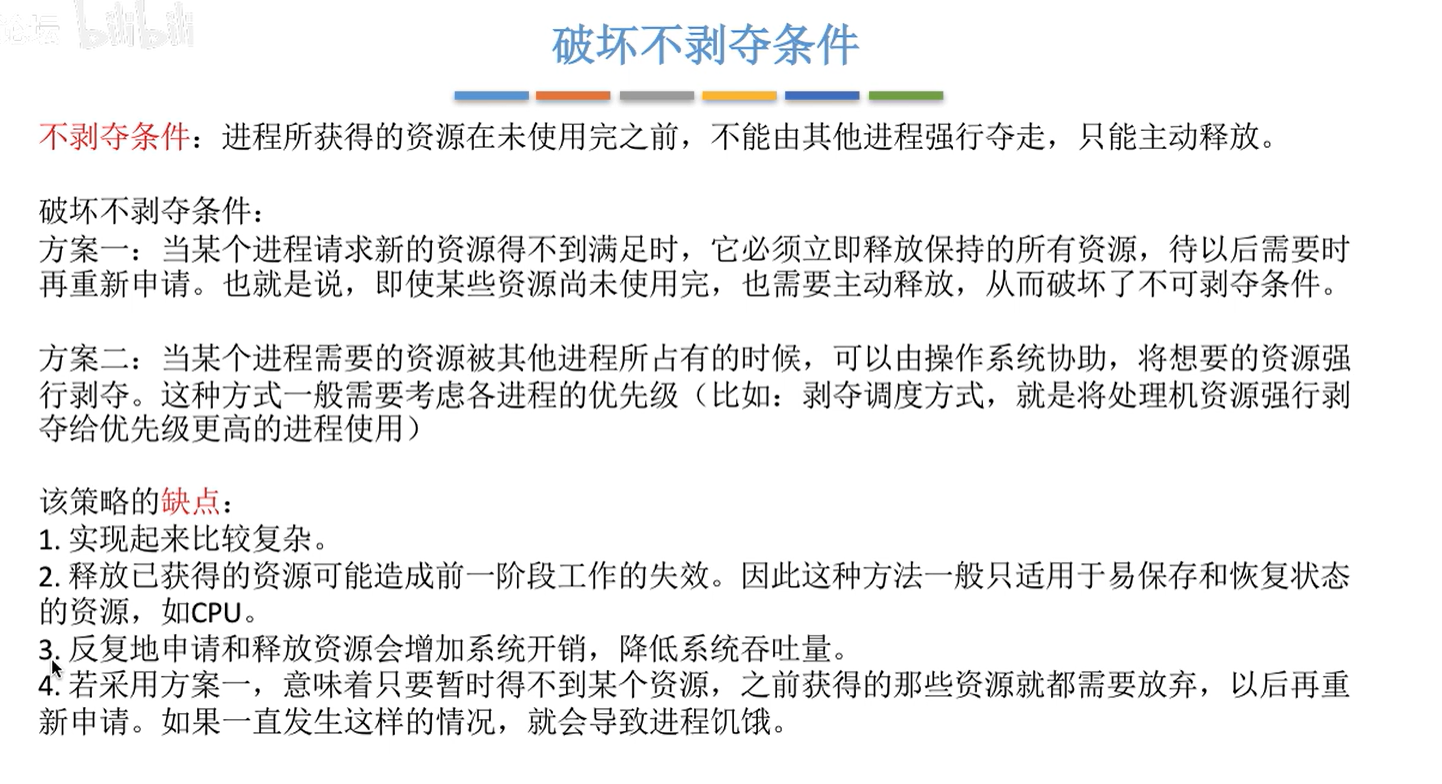 破坏不剥夺条件
不剥夺条件：进程所获得的资源在未使用完之前，不能由其他进程强行夺走，只能主动释放。
破坏不剥夺条件：
方案一：当某个进程请求新的资源得不到满足时，它必须立即释放保持的所有资源，待以后需要时
再重新申请。也就是说，即使某些资源尚未使用完，也需要主动释放，从而破坏了不可剥夺条件。
方案二：当某个进程需要的资源被其他进程所占有的时候，可以由操作系统协助，将想要的资源强
行剥夺。这种方式一般需要考虑各进程的优先级（比如：剥夺调度方式，就是将处理机资源强行剥
夺给优先级更高的进程使用）
该策略的缺点：
1. 实现起来比较复杂。
2. 释放已获得的资源可能造成前一阶段工作的失效。因此这种方法一般只适用于易保存和恢复状态
的资源，如CPU。
3. 反复地申请和释放资源会增加系统开销，降低系统吞吐量。
4. 若采用方案一，意味着只要暂时得不到某个资源，之前获得的那些资源就都需要放弃，以后再重
新申请。如果一直发生这样的情况，就会导致进程饥饿。